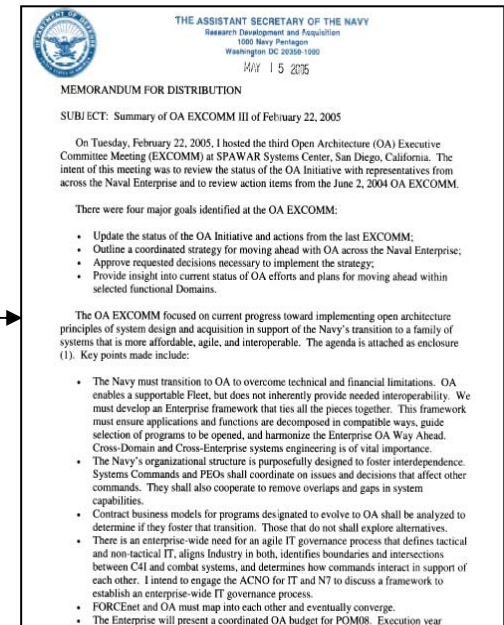 THE ASSISTANT SECRETARY OF THE NAVY
Research Development and Acquisition
1000 Navy Pentagon
Washington DC 20350-1000
MAY 15 2005
MEMORANDUM FOR DISTRIBUTION
SUBJECT: Summary of OA EXCOMM III of February 22, 2005
On Tuesday, February 22, 2005, I hosted the third Open Architecture (OA) Executive
Committee Meeting (EXCOMM) at SPAWAR Systems Center, San Diego, California. The
intent of this meeting was to review the status of the OA Initiative with representatives from
across the Naval Enterprise and to review action items from the June 2, 2004 OA EXCOMM.
There were four major goals identified at the OA EXCOMM:
• Update the status of the OA Initiative and actions from the last EXCOMM;
• Outline a coordinated strategy for moving ahead with OA across the Naval Enterprise;
• Approve requested decisions necessary to implement the strategy;
• Provide insight into current status of OA efforts and plans for moving ahead within
selected functional Domains.
The OA EXCOMM focused on current progress toward implementing open architecture
principles of system design and acquisition in support of the Navy's transition to a family of
systems that is more affordable, agile, and interoperable. The agenda is attached as enclosure
(1). Key points made include:
• The Navy must transition to OA to overcome technical and financial limitations. OA
enables a supportable Fleet, but does not inherently provide needed interoperability. We
must develop an Enterprise framework that ties all the pieces together. This framework
must ensure applications and functions are decomposed in compatible ways, guide
selection of programs to be opened, and harmonize the Enterprise OA Way Ahead.
Cross-Domain and Cross-Enterprise systems engineering is of vital importance.
• The Navy's organizational structure is purposefully designed to foster interdependence.
Systems Commands and PEOs shall coordinate on issues and decisions that affect other
commands. They shall also cooperate to remove overlaps and gaps in system
capabilities.
• Contract business models for programs designated to evolve to OA shall be analyzed to
determine if they foster that transition. Those that do not shall explore alternatives.
• There is an enterprise-wide need for an agile IT governance process that defines tactical
and non-tactical IT, aligns Industry in both, identifies boundaries and intersections
between C4I and combat systems, and determines how commands interact in support of
each other. I intend to engage the ACNO for IT and N7 to discuss a framework to
establish an enterprise-wide IT governance process.
• FORCEnet and OA must map into each other and eventually converge.
• The Enterprise will present a coordinated OA budget for POM08. Execution year